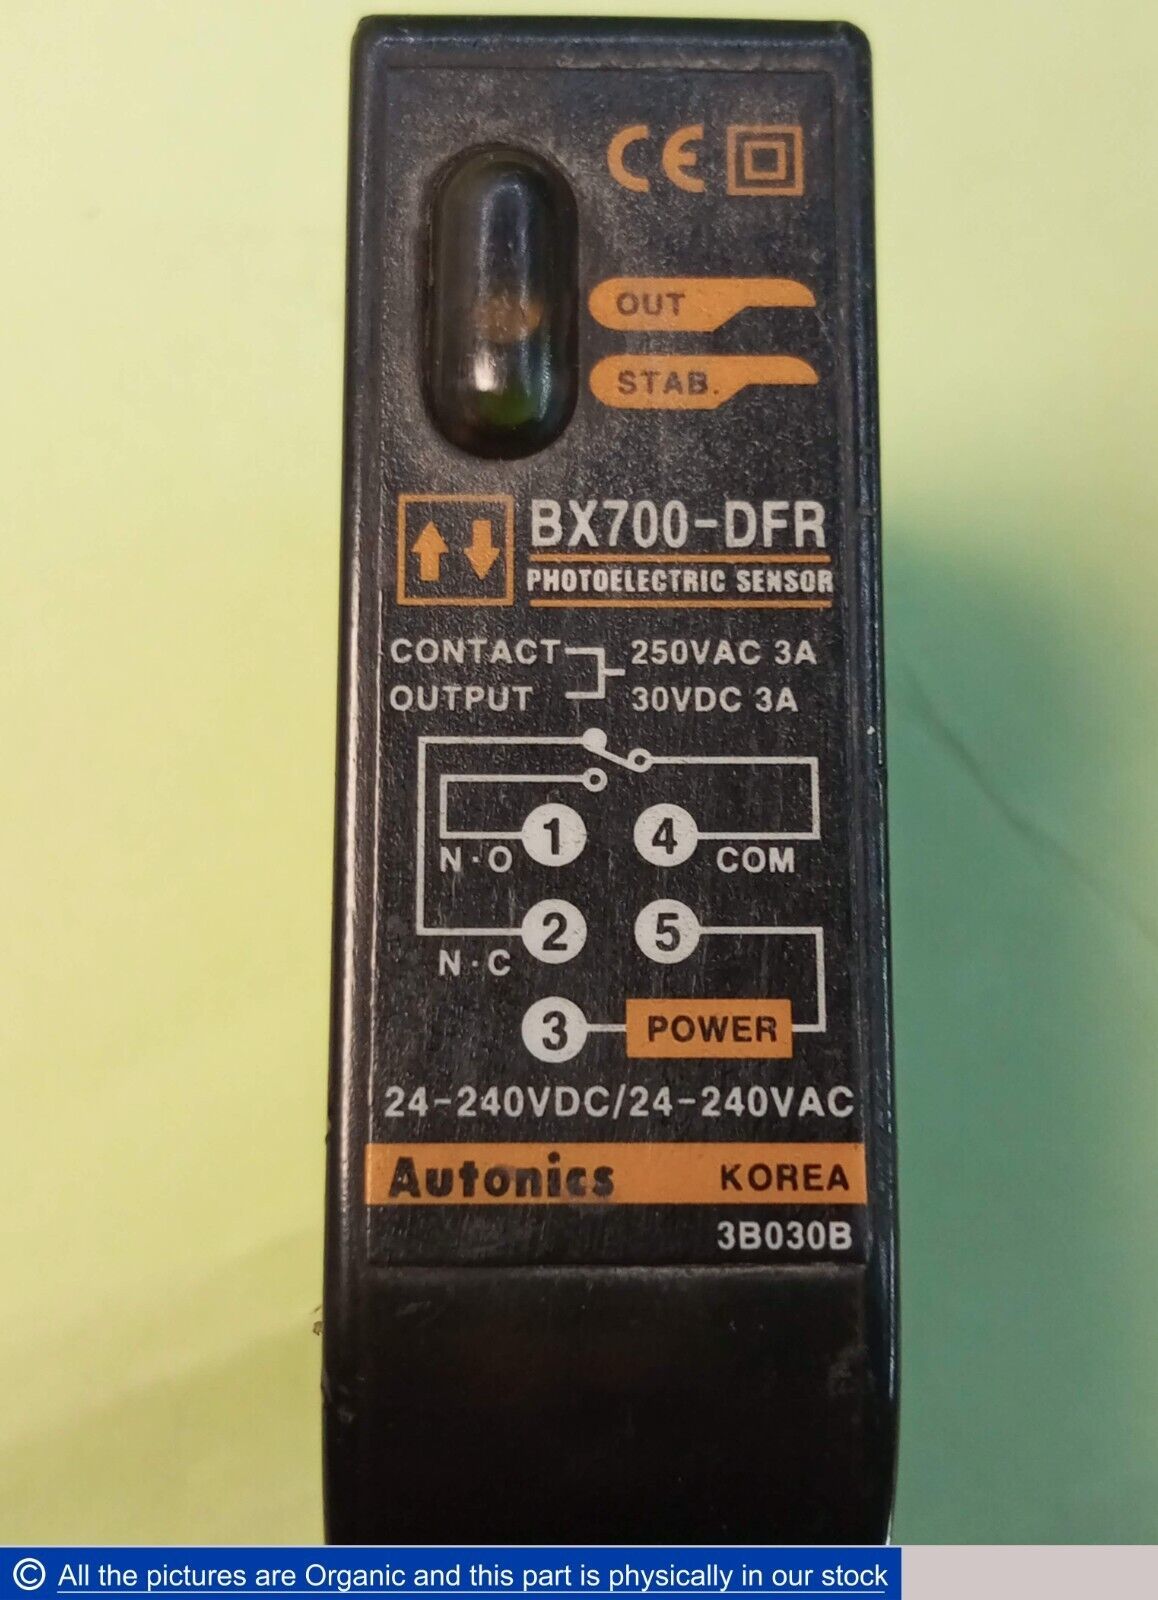 CE
OUT
STAB.
BX700-DFR
PHOTOELECTRIC SENSOR
CONTACT 250VAC 3A
OUTPUT 30VDC 3A
1 4
N·O COM
2 5
N·C
3 POWER
24-240VDC/24-240VAC
Autonics KOREA
3B030B
© All the pictures are Organic and this part is physically in our stock